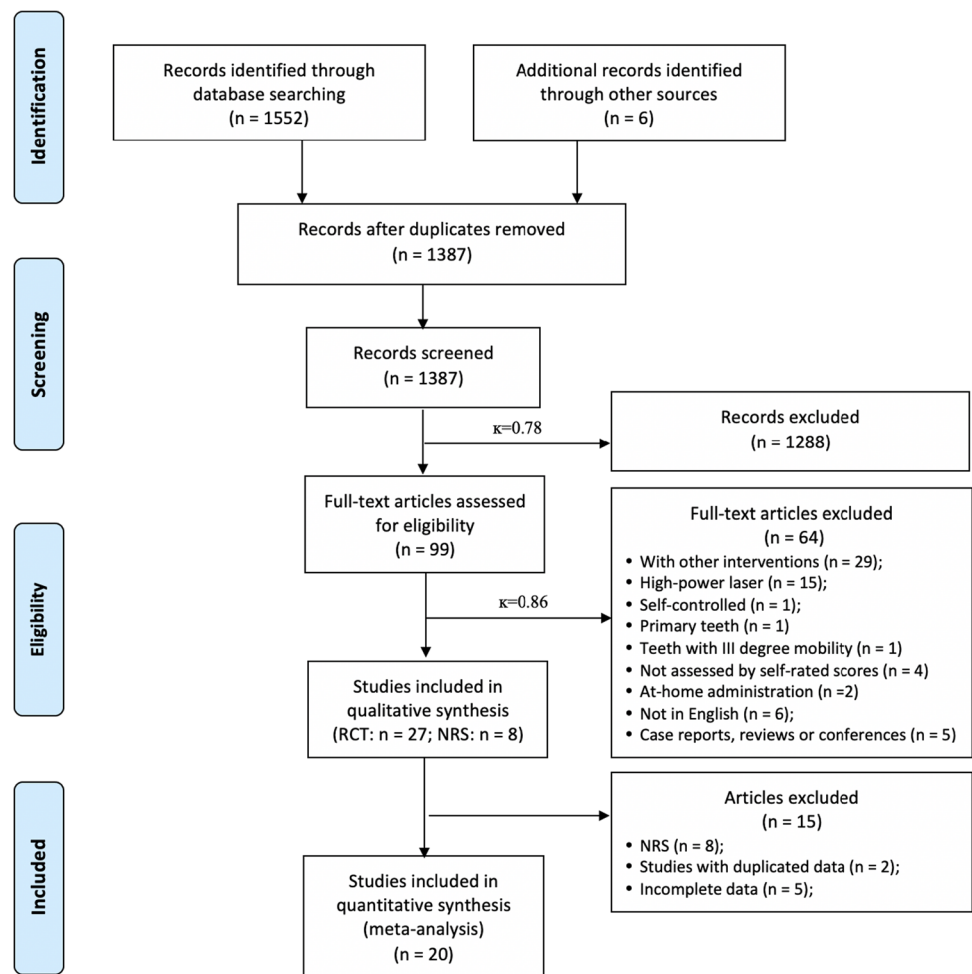 Identification
Records identified through
database searching
(n = 1552)
Additional records identified
through other sources
(n = 6)
Records after duplicates removed
(n = 1387)
Screening
Records screened
(n = 1387)
κ=0.78
Records excluded
(n = 1288)
Eligibility
Full-text articles assessed
for eligibility
(n = 99)
κ=0.86
Full-text articles excluded
(n = 64)
• With other interventions (n = 29);
• High-power laser (n = 15);
• Self-controlled (n = 1);
• Primary teeth (n = 1)
• Teeth with III degree mobility (n = 1)
• Not assessed by self-rated scores (n = 4)
• At-home administration (n =2)
• Not in English (n = 6);
• Case reports, reviews or conferences (n = 5)
Studies included in
qualitative synthesis
(RCT: n = 27; NRS: n = 8)
Included
Articles excluded
(n = 15)
• NRS (n = 8);
• Studies with duplicated data (n = 2);
• Incomplete data (n = 5);
Studies included in
quantitative synthesis
(meta-analysis)
(n = 20)